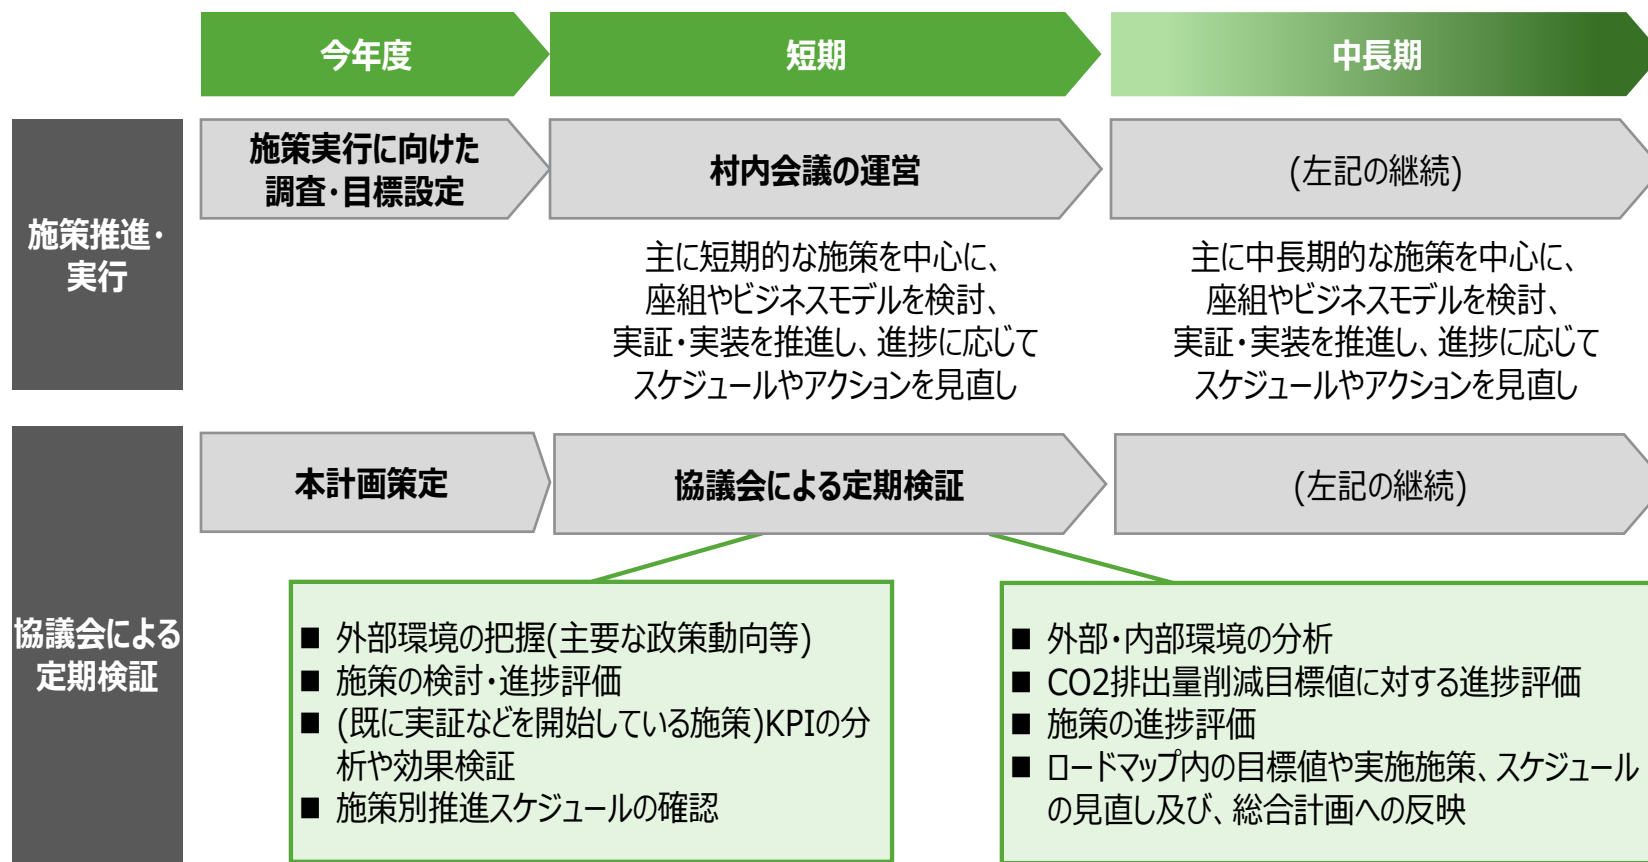 今年度
短期
中長期
施策推進・
実行
施策実行に向けた
調査・目標設定
村内会議の運営
(左記の継続)
主に短期的な施策を中心に、
座組やビジネスモデルを検討、
実証・実装を推進し、進捗に応じて
スケジュールやアクションを見直し
主に中長期的な施策を中心に、
座組やビジネスモデルを検討、
実証・実装を推進し、進捗に応じて
スケジュールやアクションを見直し
協議会による
定期検証
本計画策定
協議会による定期検証
(左記の継続)
■ 外部環境の把握(主要な政策動向等)
■ 施策の検討・進捗評価
■ (既に実証などを開始している施策)KPIの分
析や効果検証
■ 施策別推進スケジュールの確認
■ 外部・内部環境の分析
■ CO2排出量削減目標値に対する進捗評価
■ 施策の進捗評価
■ ロードマップ内の目標値や実施施策、スケジュール
の見直し及び、総合計画への反映